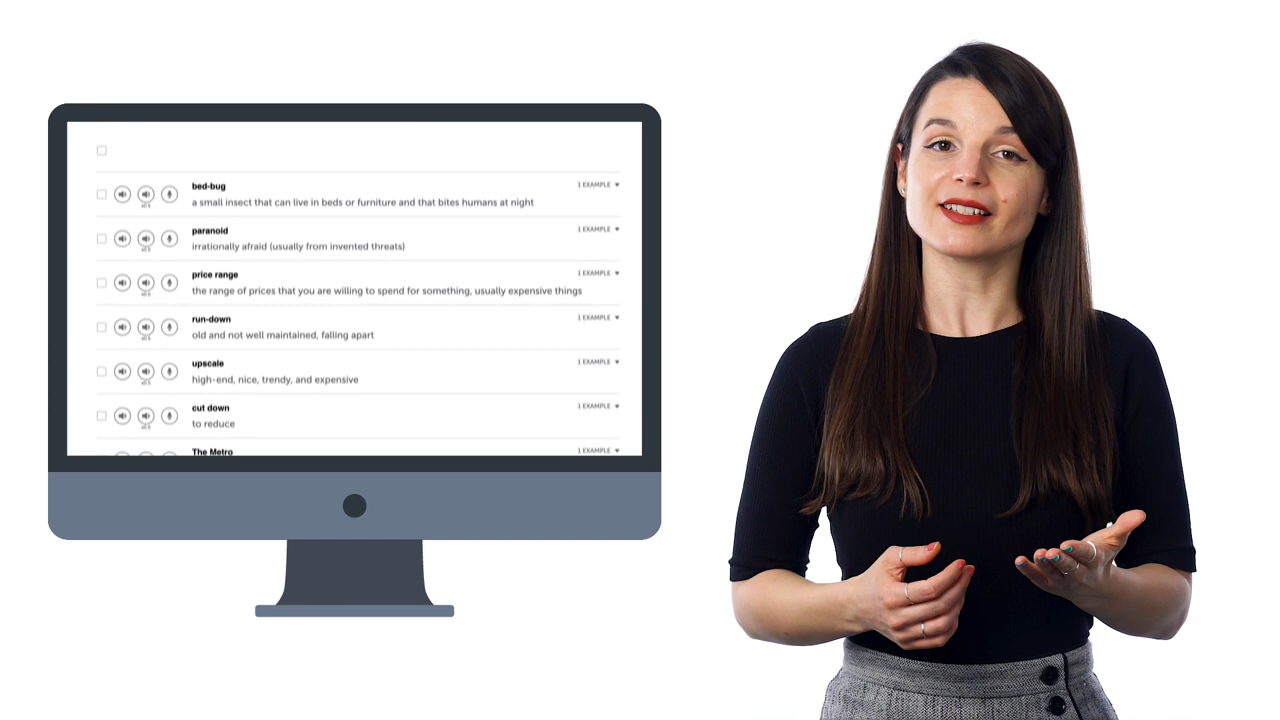 bed-bug
1 EXAMPLE
a small insect that can live in beds or furniture and that bites humans at night
paranoid
1 EXAMPLE
irrationally afraid (usually from invented threats)
price range
1 EXAMPLE
the range of prices that you are willing to spend for something, usually expensive things
run-down
1 EXAMPLE
old and not well maintained, falling apart
upscale
1 EXAMPLE
high-end, nice, trendy, and expensive
cut down
1 EXAMPLE
to reduce
The Metro
1 EXAMPLE